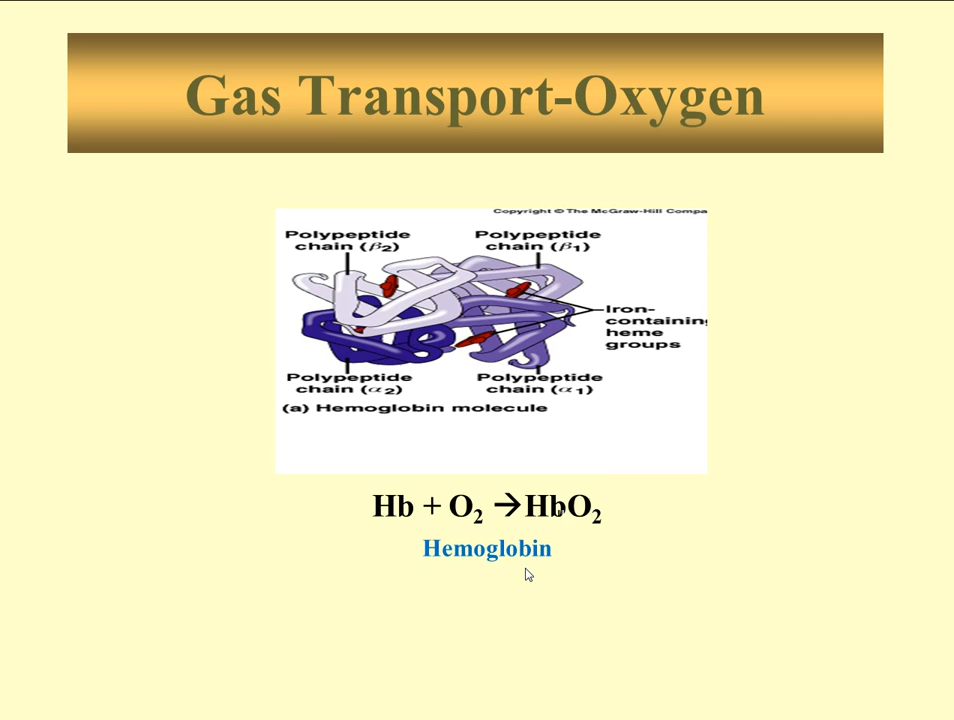 Gas Transport-Oxygen
Copyright © The McGraw-Hill Compa
Polypeptide
chain (β2)
Polypeptide
chain (β1)
Iron-
containing
heme
groups
Polypeptide
chain (α2)
Polypeptide
chain (α1)
(a) Hemoglobin molecule
Hb + O₂ →HbO₂
Hemoglobin